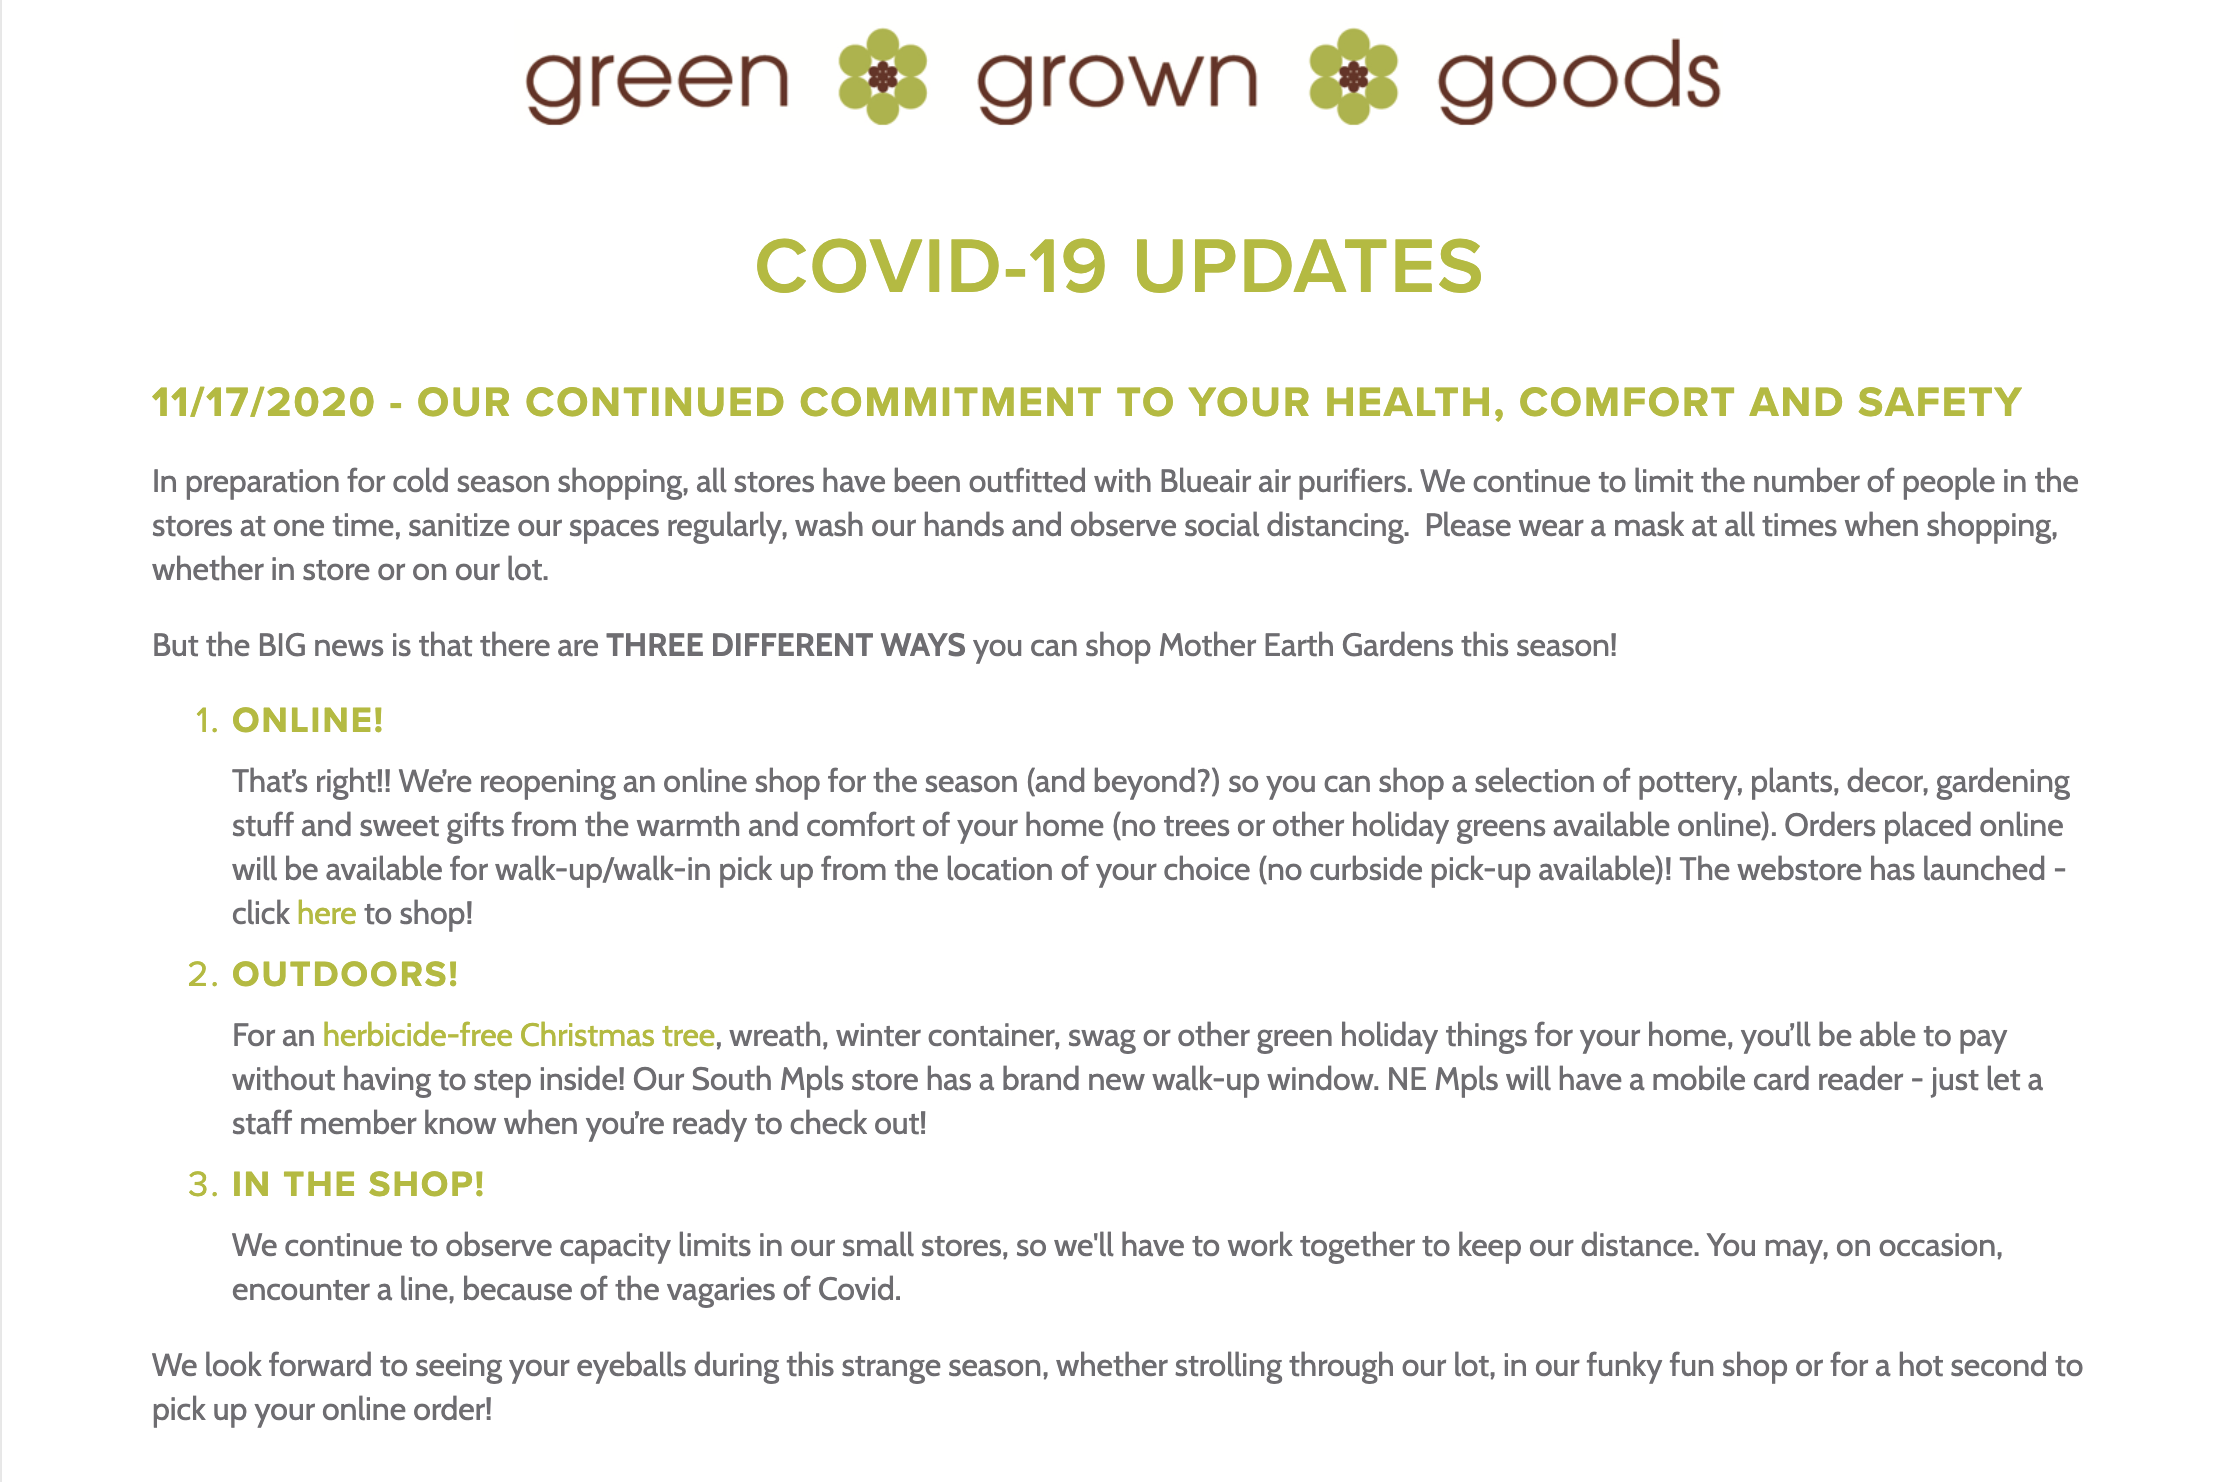 green grown goods
COVID-19 UPDATES
11/17/2020 - OUR CONTINUED COMMITMENT TO YOUR HEALTH, COMFORT AND SAFETY
In preparation for cold season shopping, all stores have been outfitted with Blueair air purifiers. We continue to limit the number of people in the
stores at one time, sanitize our spaces regularly, wash our hands and observe social distancing.  Please wear a mask at all times when shopping,
whether in store or on our lot.
But the BIG news is that there are THREE DIFFERENT WAYS you can shop Mother Earth Gardens this season!
1. ONLINE!
That's right!! We're reopening an online shop for the season (and beyond?) so you can shop a selection of pottery, plants, decor, gardening
stuff and sweet gifts from the warmth and comfort of your home (no trees or other holiday greens available online). Orders placed online
will be available for walk-up/walk-in pick up from the location of your choice (no curbside pick-up available)! The webstore has launched -
click here to shop!
2. OUTDOORS!
For an herbicide-free Christmas tree, wreath, winter container, swag or other green holiday things for your home, you'll be able to pay
without having to step inside! Our South Mpls store has a brand new walk-up window. NE Mpls will have a mobile card reader - just let a
staff member know when you're ready to check out!
3. IN THE SHOP!
We continue to observe capacity limits in our small stores, so we'll have to work together to keep our distance. You may, on occasion,
encounter a line, because of the vagaries of Covid.
We look forward to seeing your eyeballs during this strange season, whether strolling through our lot, in our funky fun shop or for a hot second to
pick up your online order!